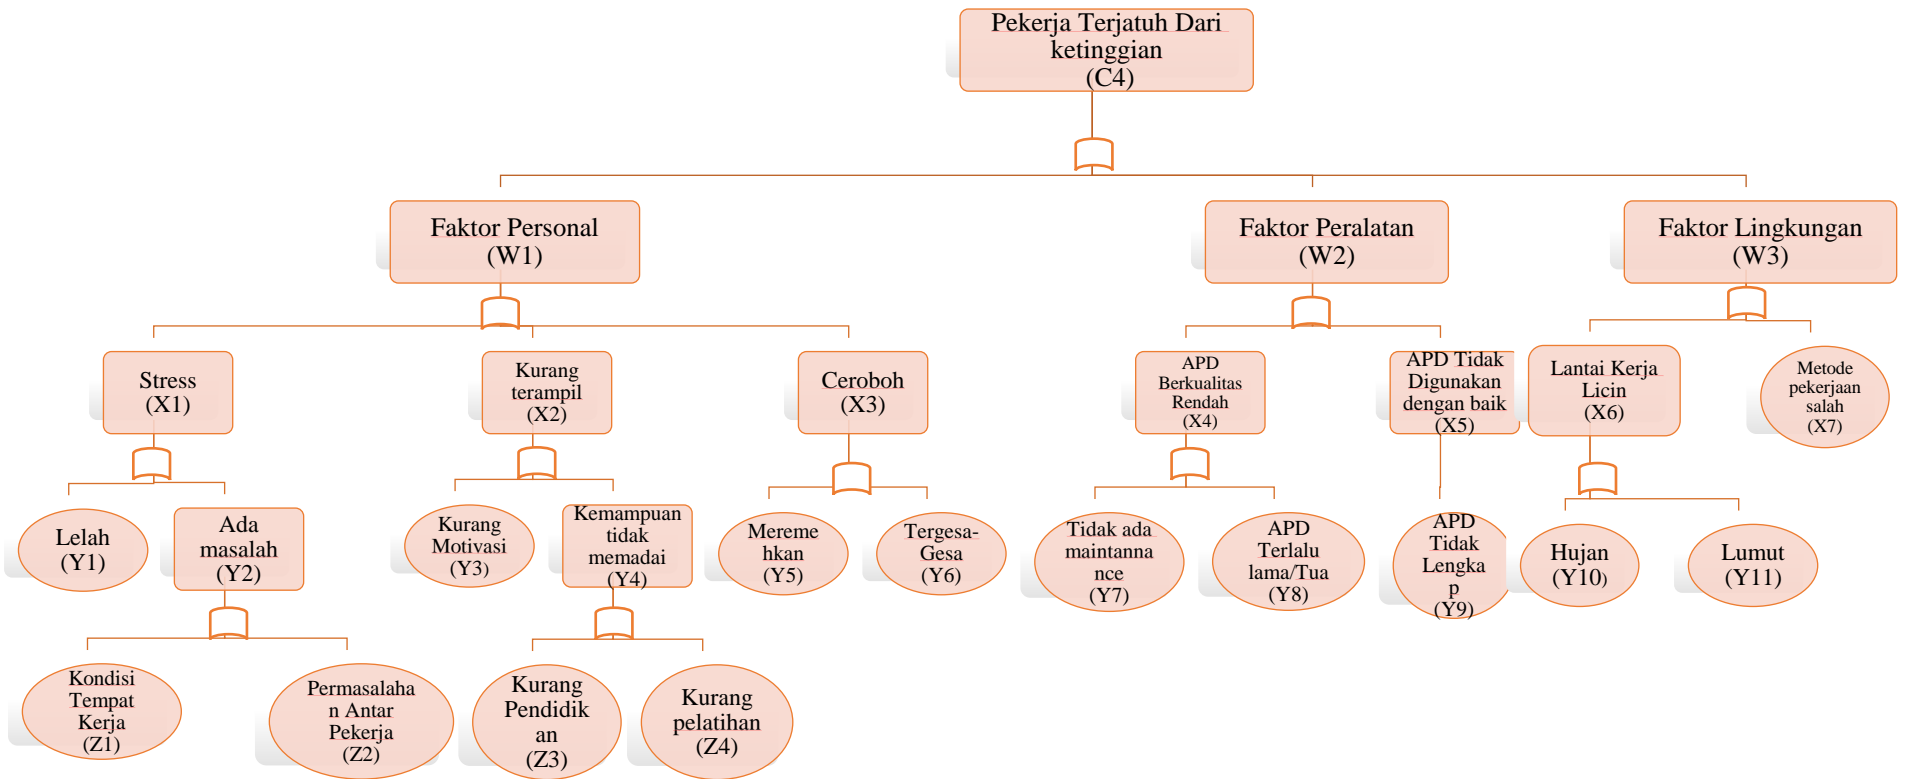 Pekerja Terjatuh Dari
ketinggian
(C4)
Faktor Personal
(W1)
Faktor Peralatan
(W2)
Faktor Lingkungan
(W3)
Stress
(X1)
Kurang
terampil
(X2)
Ceroboh
(X3)
APD
Berkualitas
Rendah
(X4)
APD Tidak
Digunakan
dengan baik
(X5)
Lantai Kerja
Licin
(X6)
Metode
pekerjaan
salah
(X7)
Lelah
(Y1)
Ada
masalah
(Y2)
Kurang
Motivasi
(Y3)
Kemampuan
tidak
memadai
(Y4)
Mereme
hkan
(Y5)
Tergesa-
Gesa
(Y6)
Tidak ada
maintanna
nce
(Y7)
APD
Terlalu
lama/Tua
(Y8)
APD
Tidak
Lengka
p
(Y9)
Hujan
(Y10)
Lumut
(Y11)
Kondisi
Tempat
Kerja
(Z1)
Permasalaha
n Antar
Pekerja
(Z2)
Kurang
Pendidik
an
(Z3)
Kurang
pelatihan
(Z4)